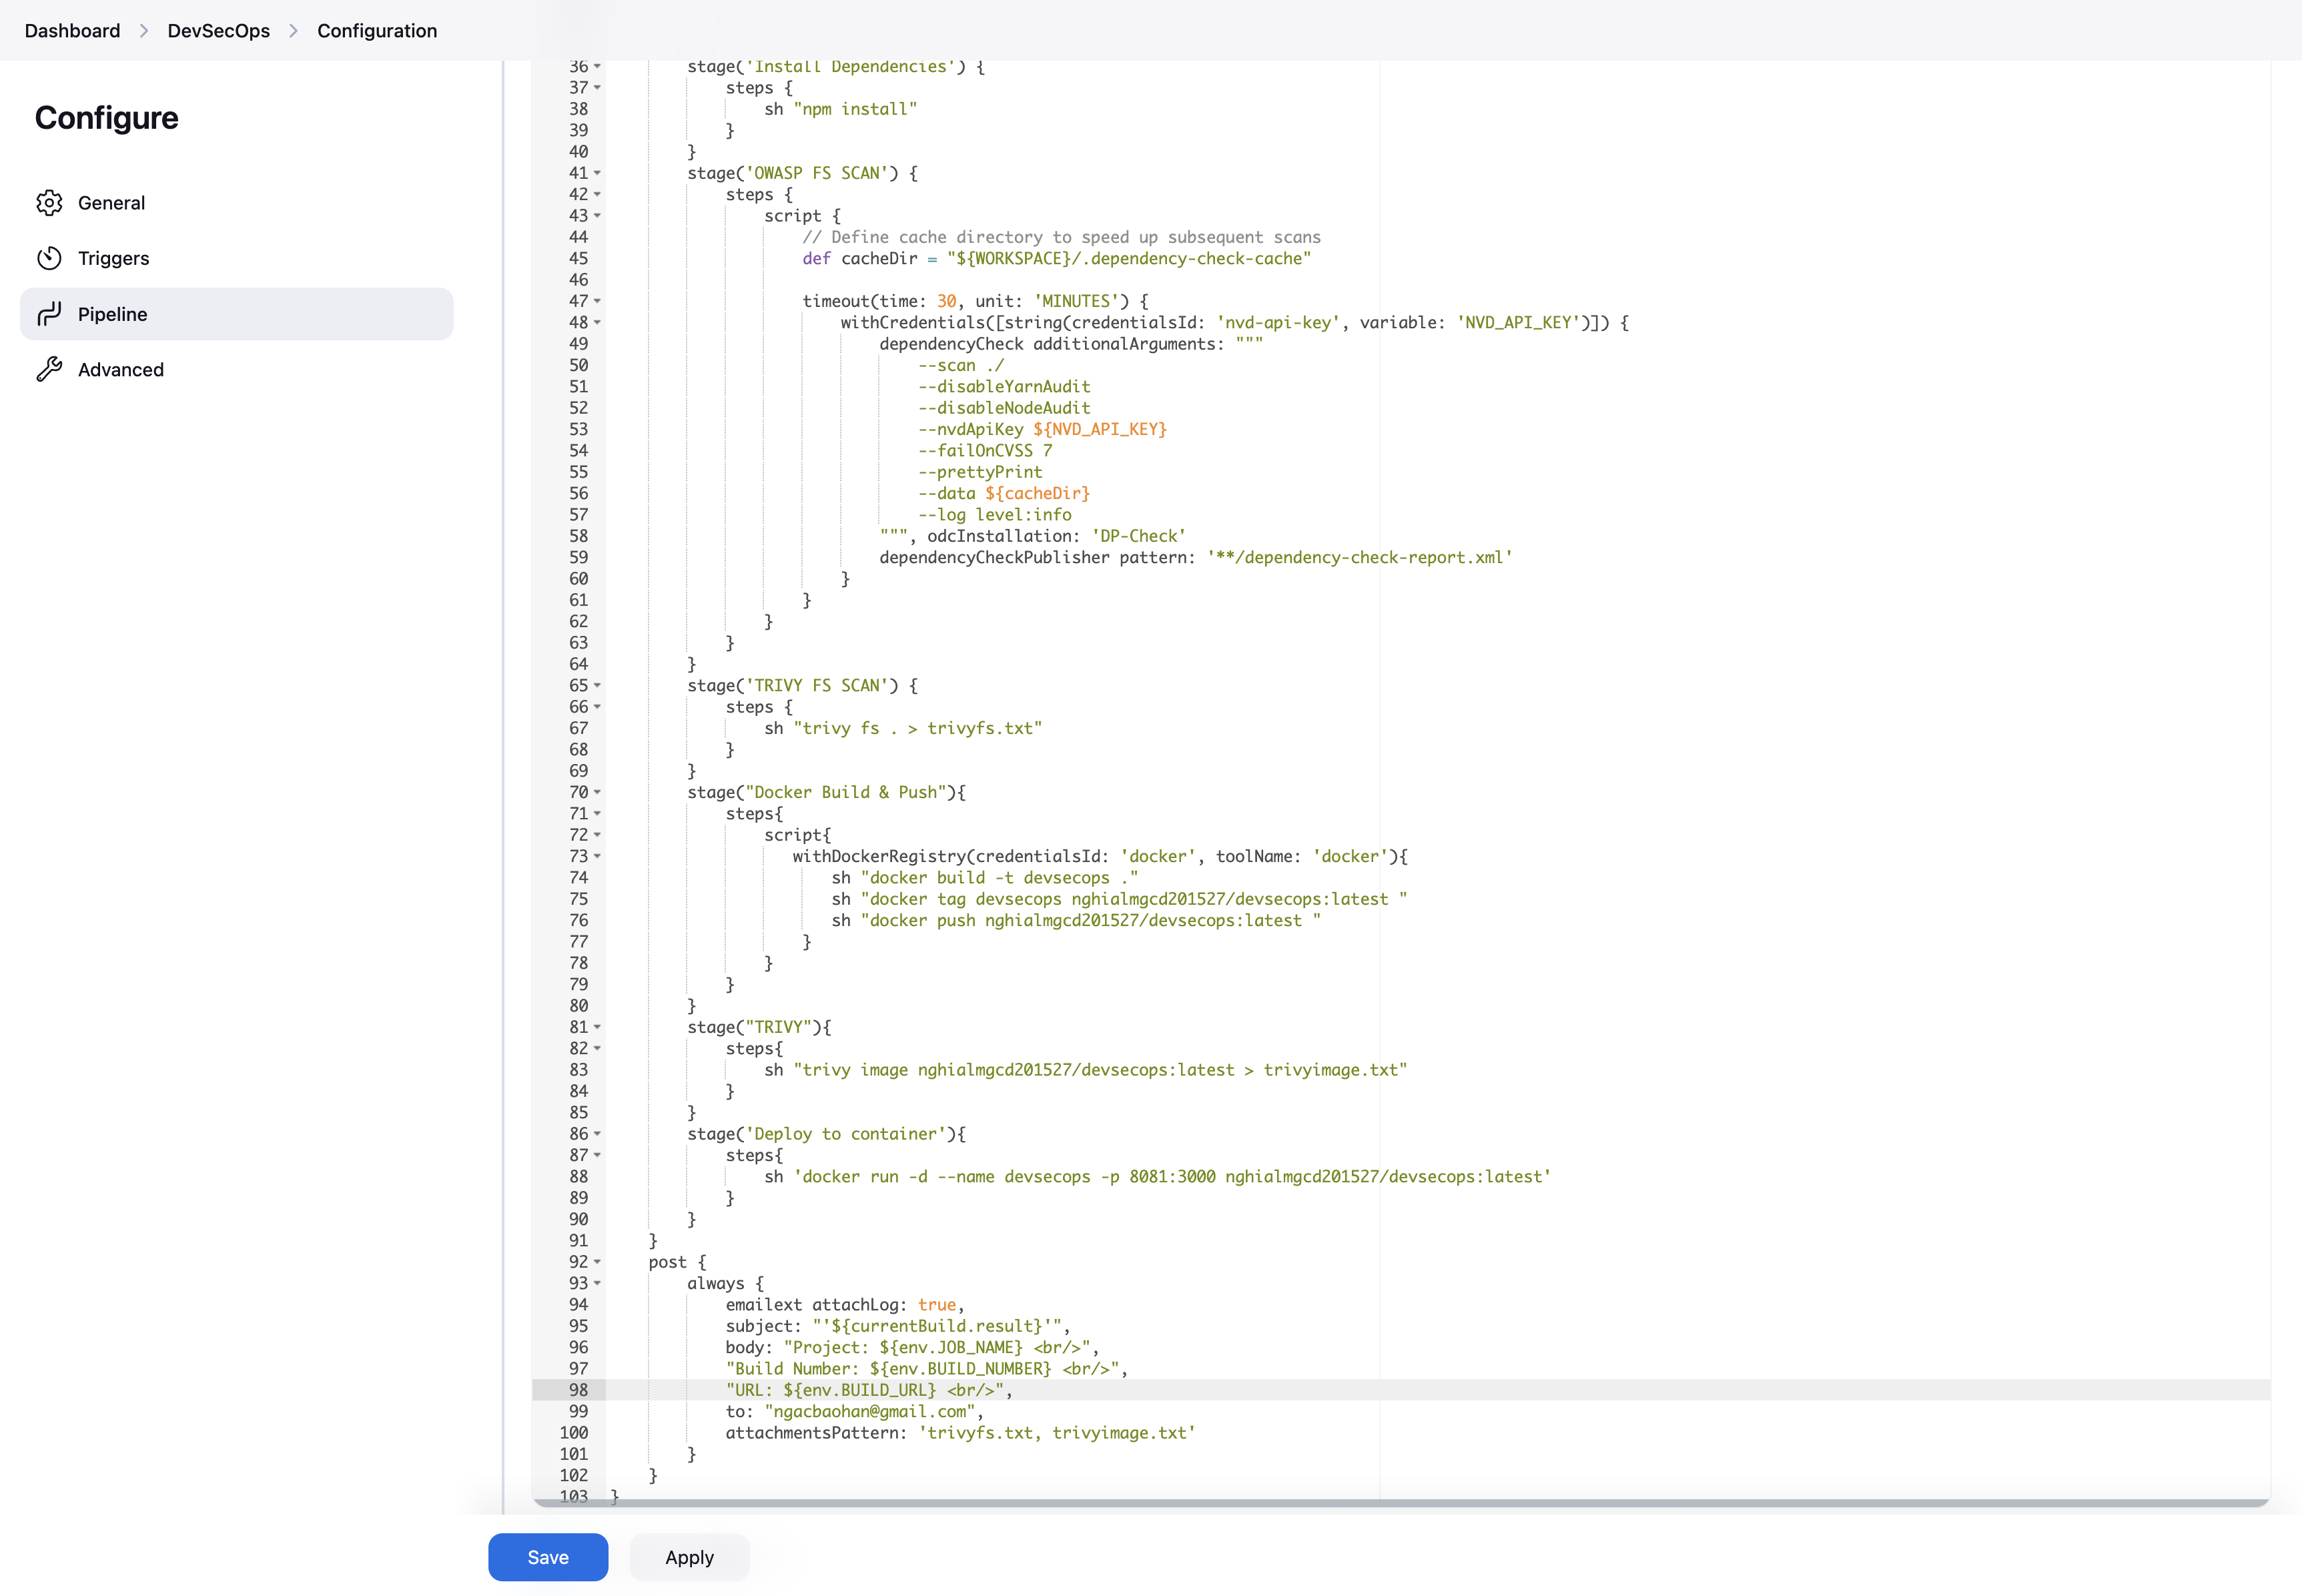 Dashboard > DevSecOps > Configuration
Configure
General
Triggers
Pipeline
Advanced
36 stage('Install Dependencies') {
37 steps {
38 sh "npm install"
39 }
40 }
41 stage('OWASP FS SCAN') {
42 steps {
43 script {
44 // Define cache directory to speed up subsequent scans
45 def cacheDir = "${WORKSPACE}/.dependency-check-cache"
46
47 timeout(time: 30, unit: 'MINUTES') {
48 withCredentials([string(credentialsId: 'nvd-api-key', variable: 'NVD_API_KEY')]) {
49 dependencyCheck additionalArguments: """
50 --scan ./
51 --disableYarnAudit
52 --disableNodeAudit
53 --nvdApiKey ${NVD_API_KEY}
54 --failOnCVSS 7
55 --prettyPrint
56 --data ${cacheDir}
57 --log level:info
58 """, odcInstallation: 'DP-Check'
59 dependencyCheckPublisher pattern: '**/dependency-check-report.xml'
60 }
61 }
62 }
63 }
64 }
65 stage('TRIVY FS SCAN') {
66 steps {
67 sh "trivy fs . > trivyfs.txt"
68 }
69 }
70 stage("Docker Build & Push"){
71 steps{
72 script{
73 withDockerRegistry(credentialsId: 'docker', toolName: 'docker'){
74 sh "docker build -t devsecops ."
75 sh "docker tag devsecops nghialmgcd201527/devsecops:latest "
76 sh "docker push nghialmgcd201527/devsecops:latest "
77 }
78 }
79 }
80 }
81 stage("TRIVY"){
82 steps{
83 sh "trivy image nghialmgcd201527/devsecops:latest > trivyimage.txt"
84 }
85 }
86 stage('Deploy to container'){
87 steps{
88 sh 'docker run -d --name devsecops -p 8081:3000 nghialmgcd201527/devsecops:latest'
89 }
90 }
91 }
92 post {
93 always {
94 emailext attachLog: true,
95 subject: "'${currentBuild.result}'",
96 body: "Project: ${env.JOB_NAME} <br/>",
97 "Build Number: ${env.BUILD_NUMBER} <br/>",
98 "URL: ${env.BUILD_URL} <br/>",
99 to: "ngacbaohan@gmail.com",
100 attachmentsPattern: 'trivyfs.txt, trivyimage.txt'
101 }
102 }
103 }
Save
Apply